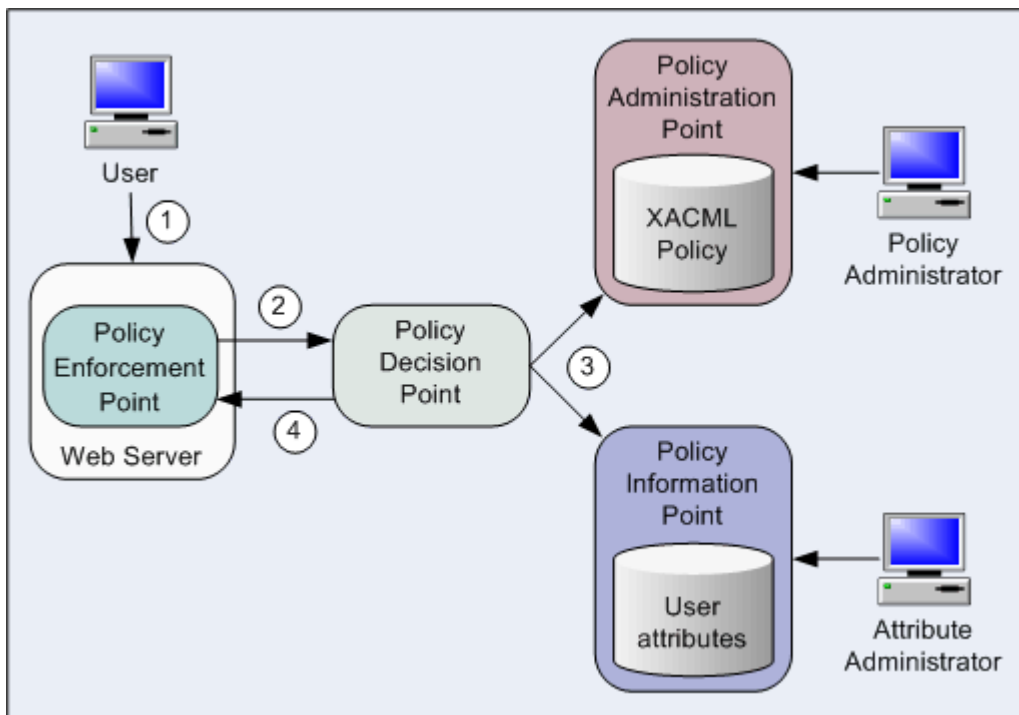 User
1
Policy
Enforcement
Point
Web Server
2
4
Policy
Decision
Point
3
Policy
Administration
Point
XACML
Policy
Policy
Administrator
Policy
Information
Point
User
attributes
Attribute
Administrator